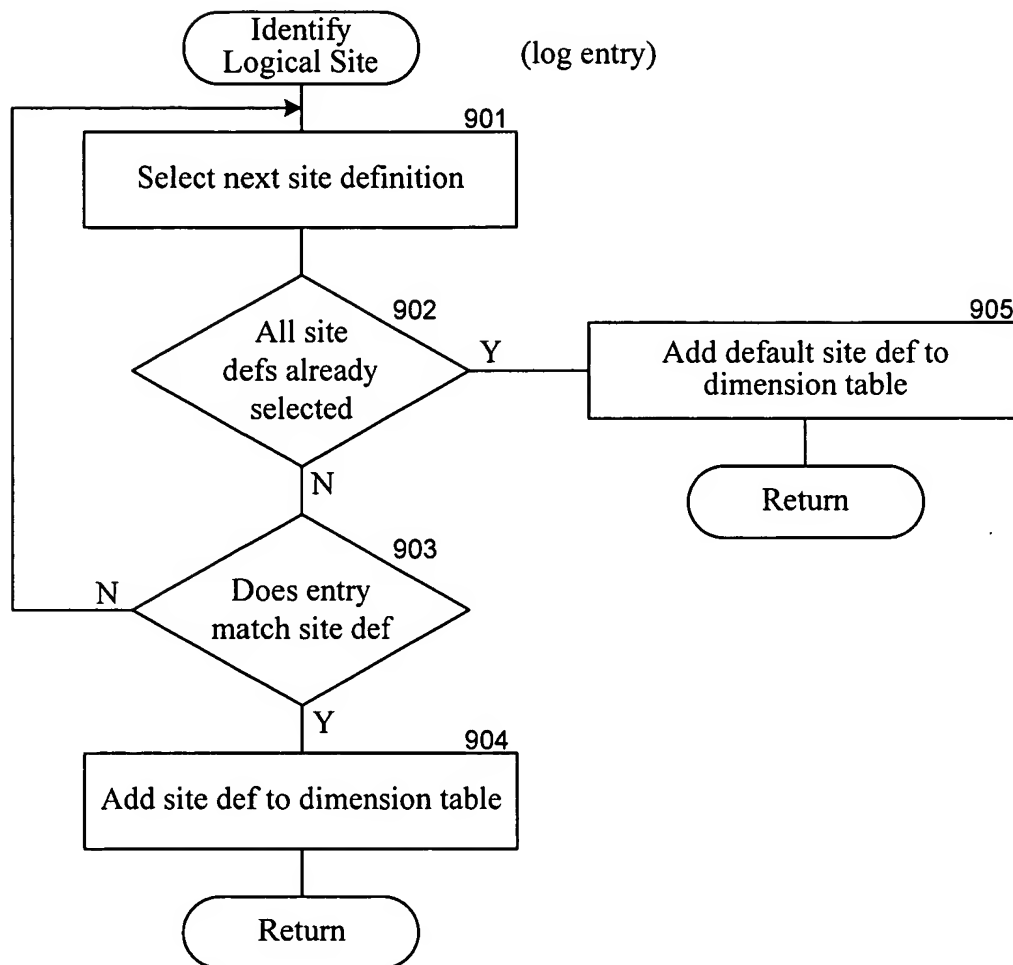 Identify
Logical Site
(log entry)
901
Select next site definition
902
All site
defs already
selected
Y
905
Add default site def to
dimension table
Return
N
903
Does entry
match site def
N
Y
904
Add site def to dimension table
Return